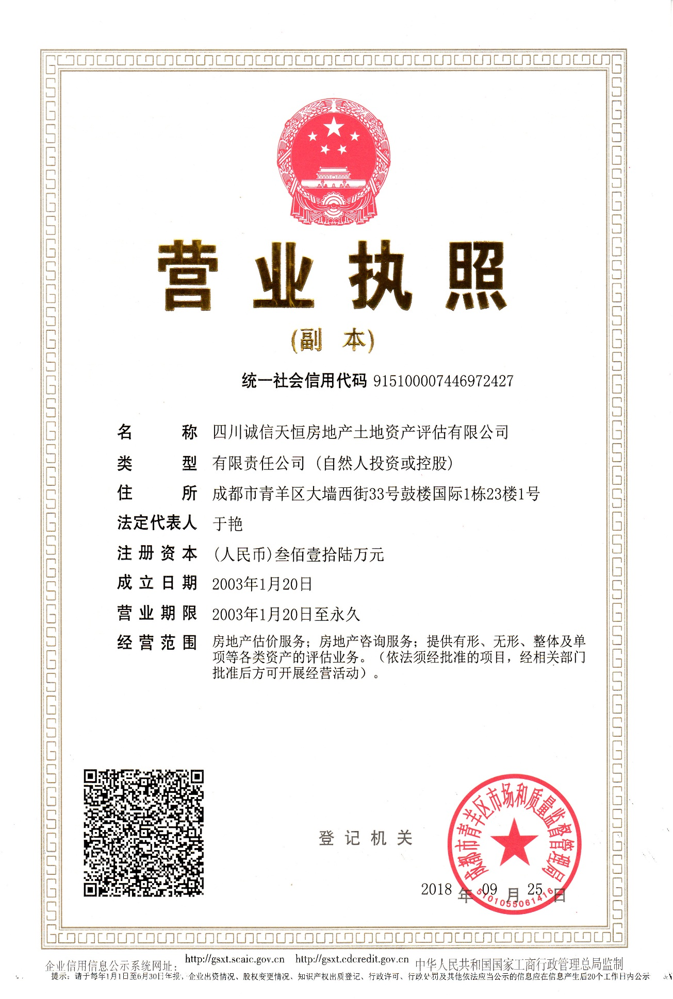 营业执照
(副 本)
统一社会信用代码 915100007446972427
名 称 四川诚信天恒房地产土地资产评估有限公司
类 型 有限责任公司（自然人投资或控股）
住 所 成都市青羊区大墙西街33号鼓楼国际1栋23楼1号
法定代表人 于艳
注册资本 (人民币)叁佰壹拾陆万元
成立日期 2003年1月20日
营业期限 2003年1月20日至永久
经营范围 房地产估价服务；房地产咨询服务；提供有形、无形、整体及单
项等各类资产的评估业务。（依法须经批准的项目，经相关部门
批准后方可开展经营活动）。
成都市青羊区市场和质量监督管理局
登记机关
2018 年 09 月 25 日
5101055061416
企业信用信息公示系统网址： http://gsxt.scaic.gov.cn http://gsxt.cdcredit.gov.cn 中华人民共和国国家工商行政管理总局监制
提示：请于每年1月1日至6月30日年报，企业出资情况、股权变更情况、知识产权出质登记、行政许可、行政处罚及其他依法应当公示的信息应在信息产生后20个工作日内公示